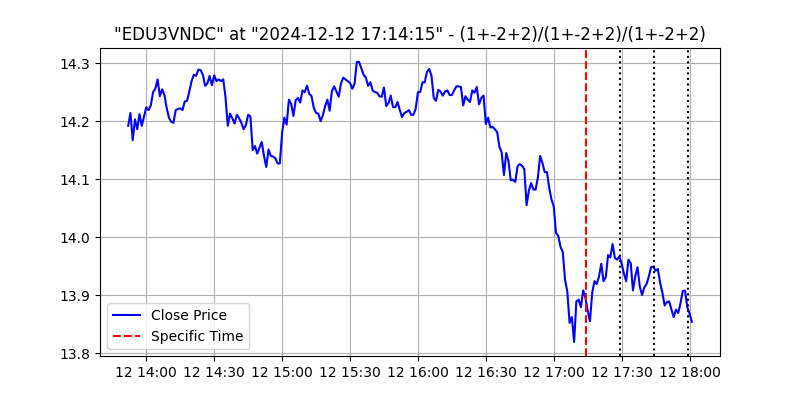 "EDU3VNDC" at "2024-12-12 17:14:15" - (1+-2+2)/(1+-2+2)/(1+-2+2)
14.3
14.2
14.1
14.0
13.9
13.8
Close Price
Specific Time
12 14:00 12 14:30 12 15:00 12 15:30 12 16:00 12 16:30 12 17:00 12 17:30 12 18:00